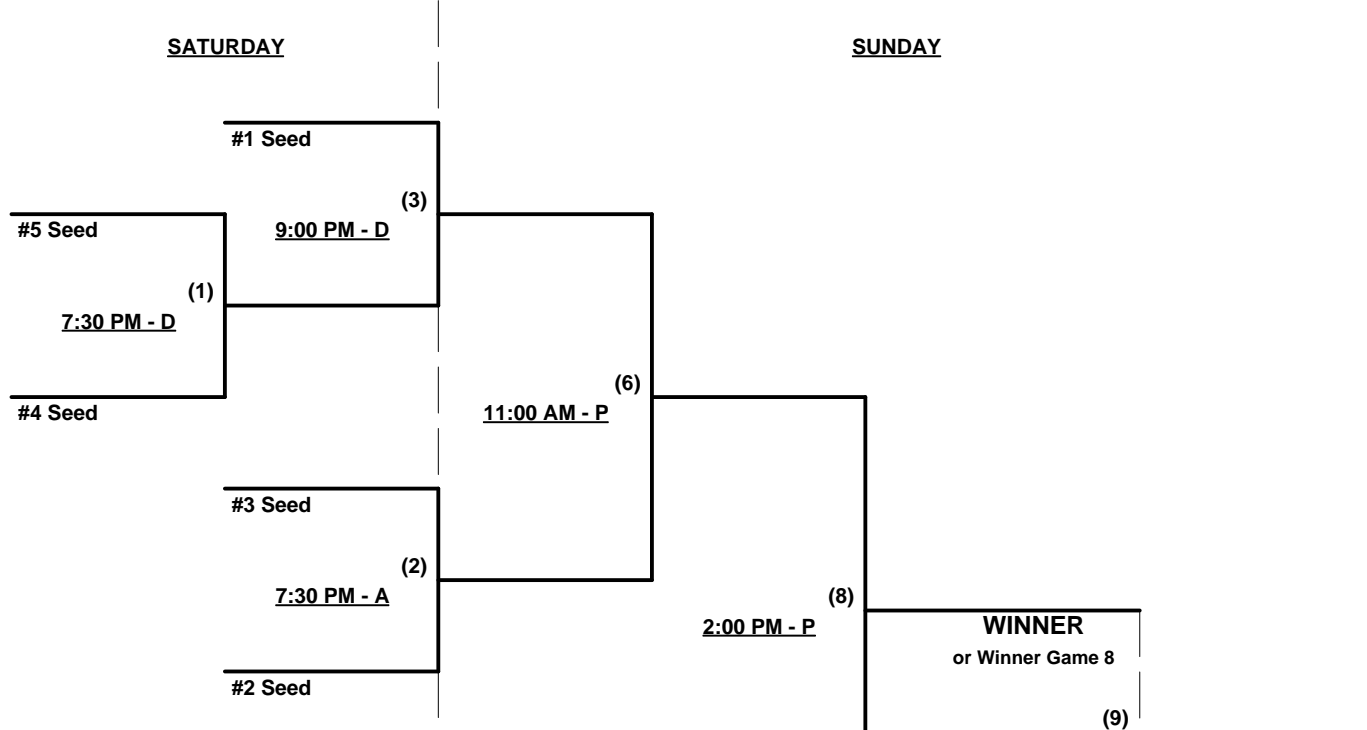 SATURDAY
SUNDAY
#1 Seed
(3)
#5 Seed
9:00 PM - D
(1)
7:30 PM - D
(6)
#4 Seed
11:00 AM - P
#3 Seed
(2)
7:30 PM - A
(8)
2:00 PM - P
WINNER
or Winner Game 8
#2 Seed
(9)